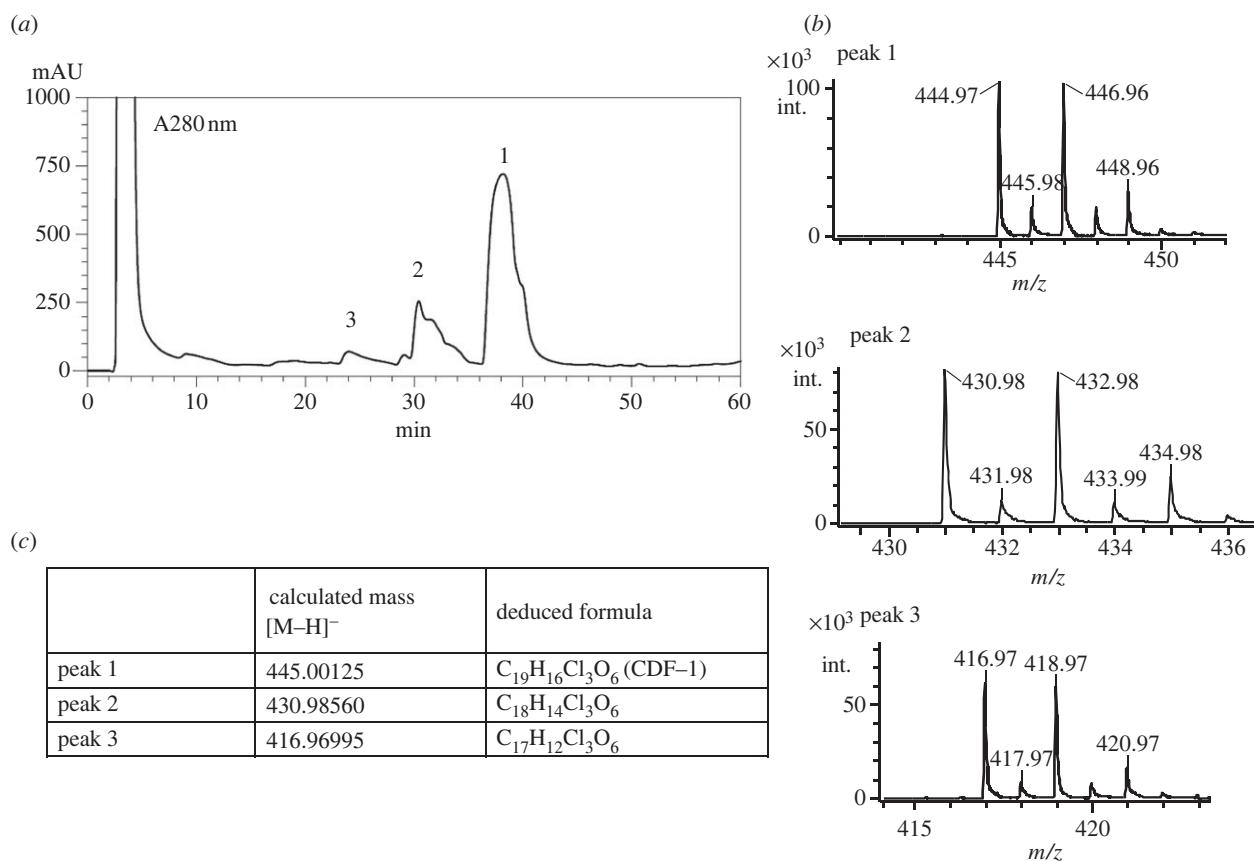 (a)
mAU
1000
750
500
250
0
A280 nm
1
2
3
0 10 20 30 40 50 60
min
(b)
×10³ peak 1
100
int.
0
444.97
446.96
445.98
448.96
445 450
m/z
×10³ peak 2
int.
50
0
430.98
432.98
431.98
433.99
434.98
430 432 434 436
m/z
×10³ peak 3
int.
50
0
416.97 418.97
417.97
420.97
415 420
m/z
(c)
calculated mass [M–H]⁻ deduced formula
peak 1 445.00125 C₁₉H₁₆Cl₃O₆ (CDF–1)
peak 2 430.98560 C₁₈H₁₄Cl₃O₆
peak 3 416.96995 C₁₇H₁₂Cl₃O₆